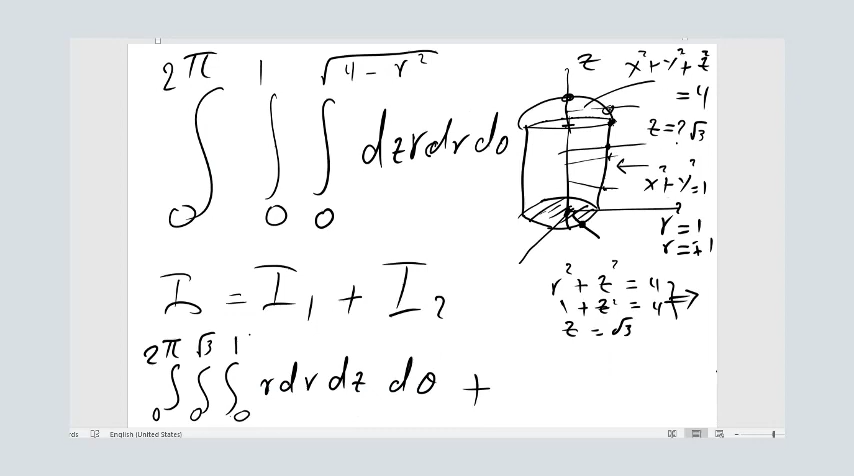 2π 1 √4 - r²
∫ ∫ ∫ dz r dr dθ
0 0 0
z
x² + y² + z²
= 4
z = ? √3
x² + y² = 1
r² = 1
r = ∓1
I = I₁ + I₂
r² + z² = 4
1 + z² = 4 } ⇒
z = √3
2π √3 1
∫ ∫ ∫ r dr dz dθ +
0 0 0
rds English (United States)